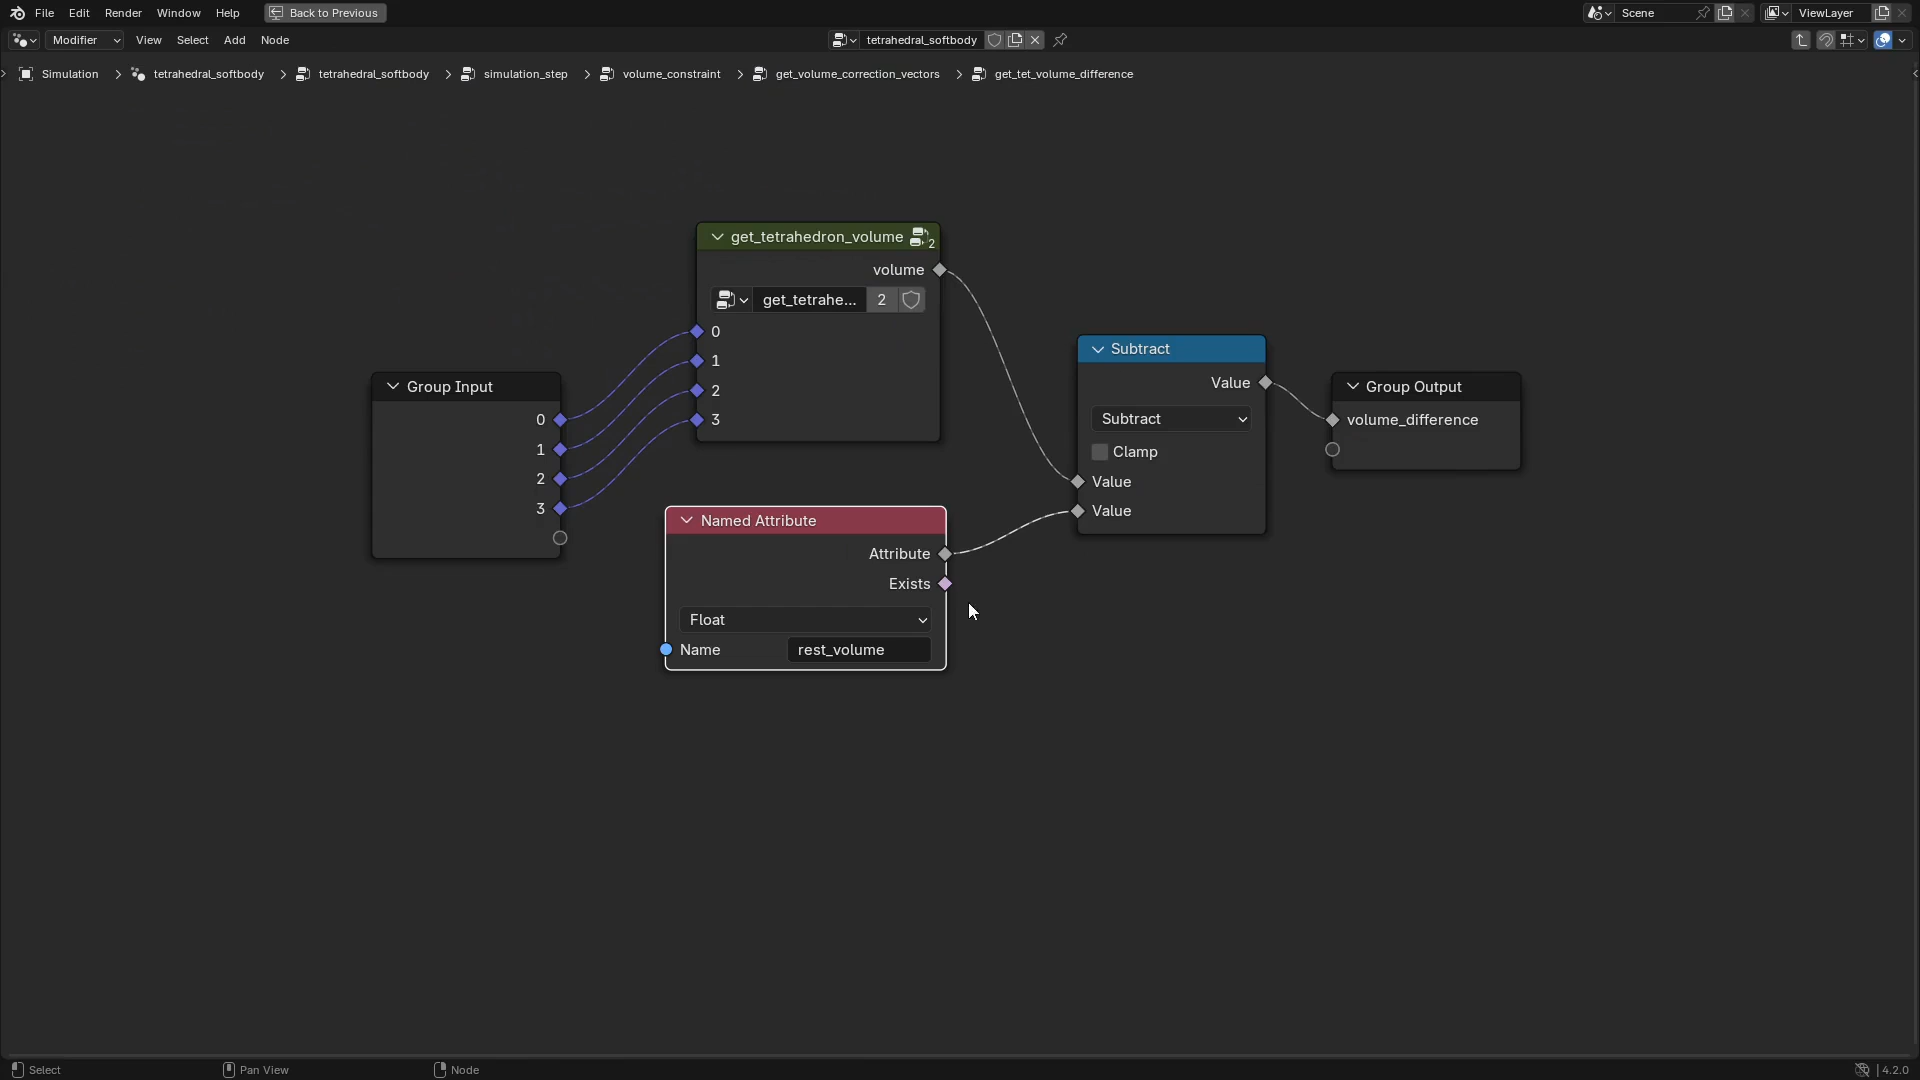 File Edit Render Window Help Back to Previous Scene ViewLayer
Modifier View Select Add Node tetrahedral_softbody
Simulation tetrahedral_softbody tetrahedral_softbody simulation_step volume_constraint get_volume_correction_vectors get_tet_volume_difference
get_tetrahedron_volume 2
volume
get_tetrahe... 2
0
1
2
3
Group Input
0
1
2
3
Named Attribute
Attribute
Exists
Float
Name rest_volume
Subtract
Value
Subtract
Clamp
Value
Value
Group Output
volume_difference
Select Pan View Node 4.2.0